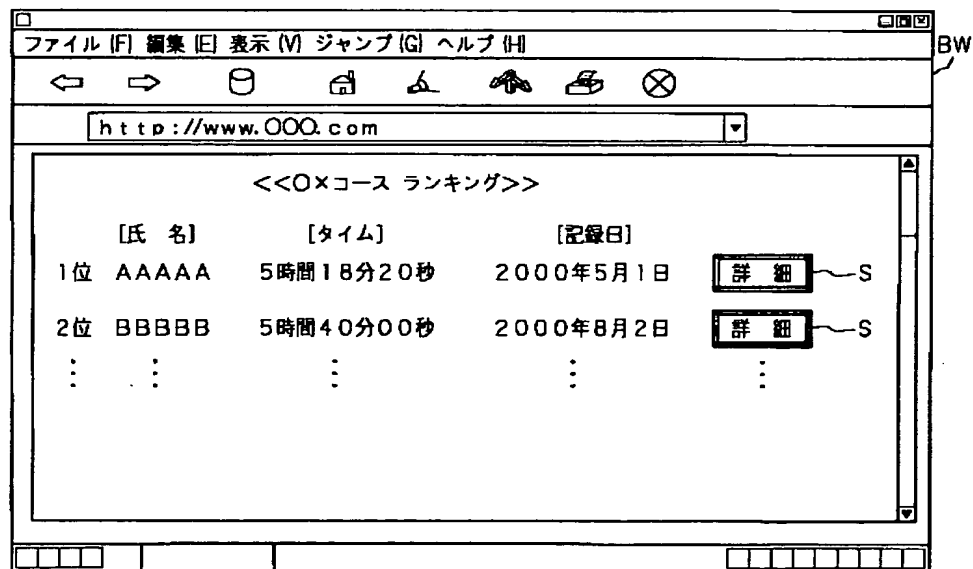 ファイル (F) 編集 (E) 表示 (V) ジャンプ (G) ヘルプ (H)
BW
http://www.○○○.com
<<○×コース ランキング>>
[氏 名] [タイム] [記録日]
1位 AAAAA 5時間18分20秒 2000年5月1日 詳 細 S
2位 BBBBB 5時間40分00秒 2000年8月2日 詳 細 S